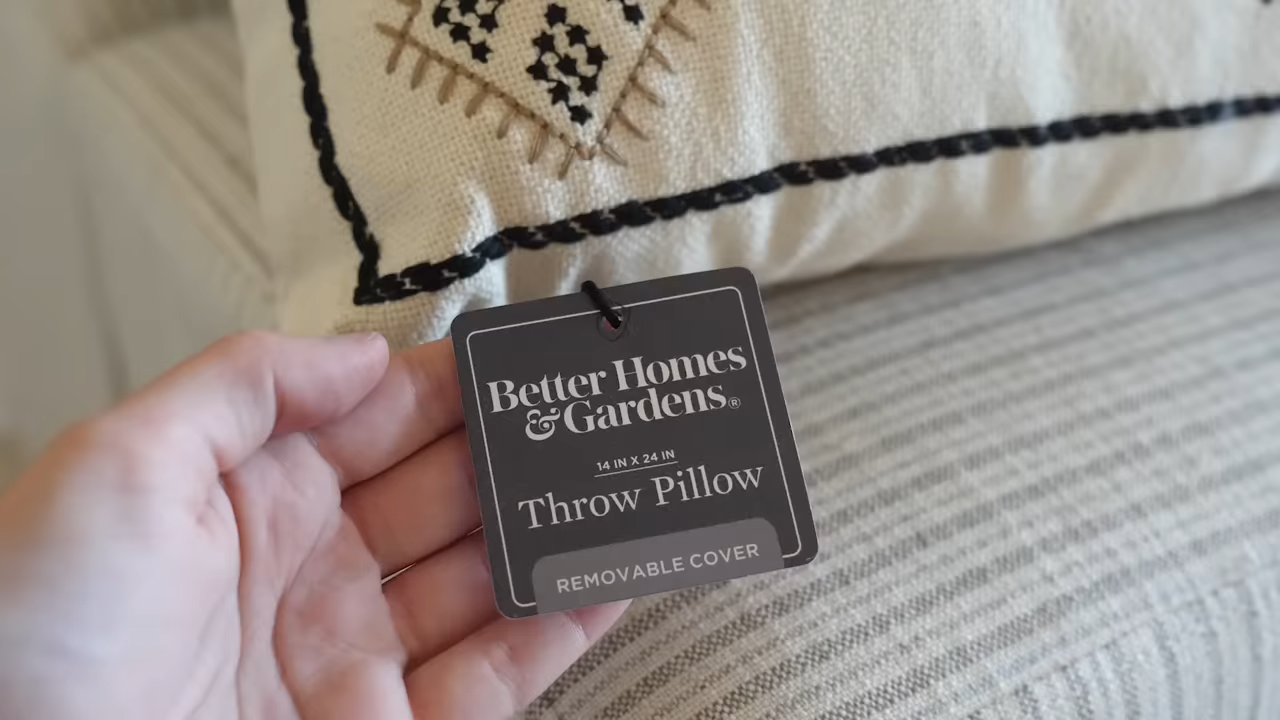 Better Homes
&Gardens®
14 IN X 24 IN
Throw Pillow
REMOVABLE COVER